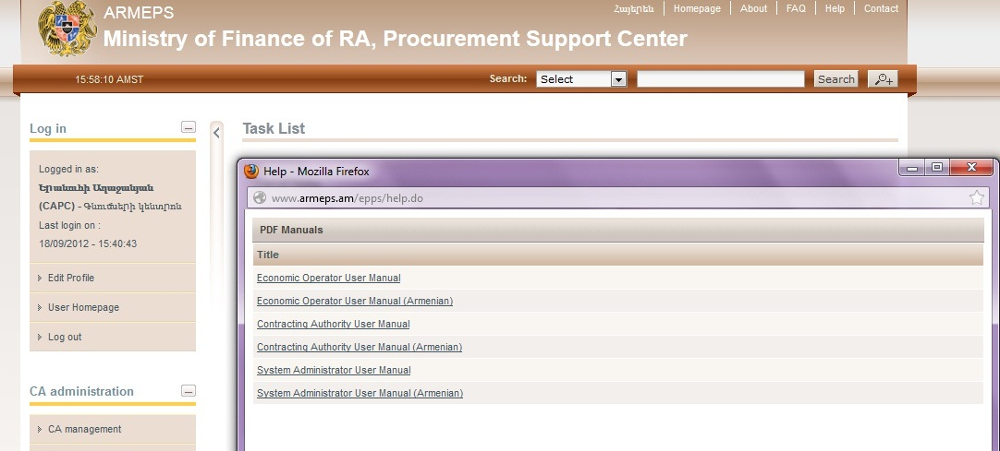 ARMEPS
Հայերեն Homepage About FAQ Help Contact
Ministry of Finance of RA, Procurement Support Center
15:58:10 AMST
Search: Select Search
Log in
Task List
Logged in as:
Երանուհի Աղաջանյան
(CAPC) - Գնումների կենտրոն
Last login on :
18/09/2012 - 15:40:43
Edit Profile
User Homepage
Log out
CA administration
CA management
Help - Mozilla Firefox
www.armeps.am/epps/help.do
PDF Manuals
Title
Economic Operator User Manual
Economic Operator User Manual (Armenian)
Contracting Authority User Manual
Contracting Authority User Manual (Armenian)
System Administrator User Manual
System Administrator User Manual (Armenian)